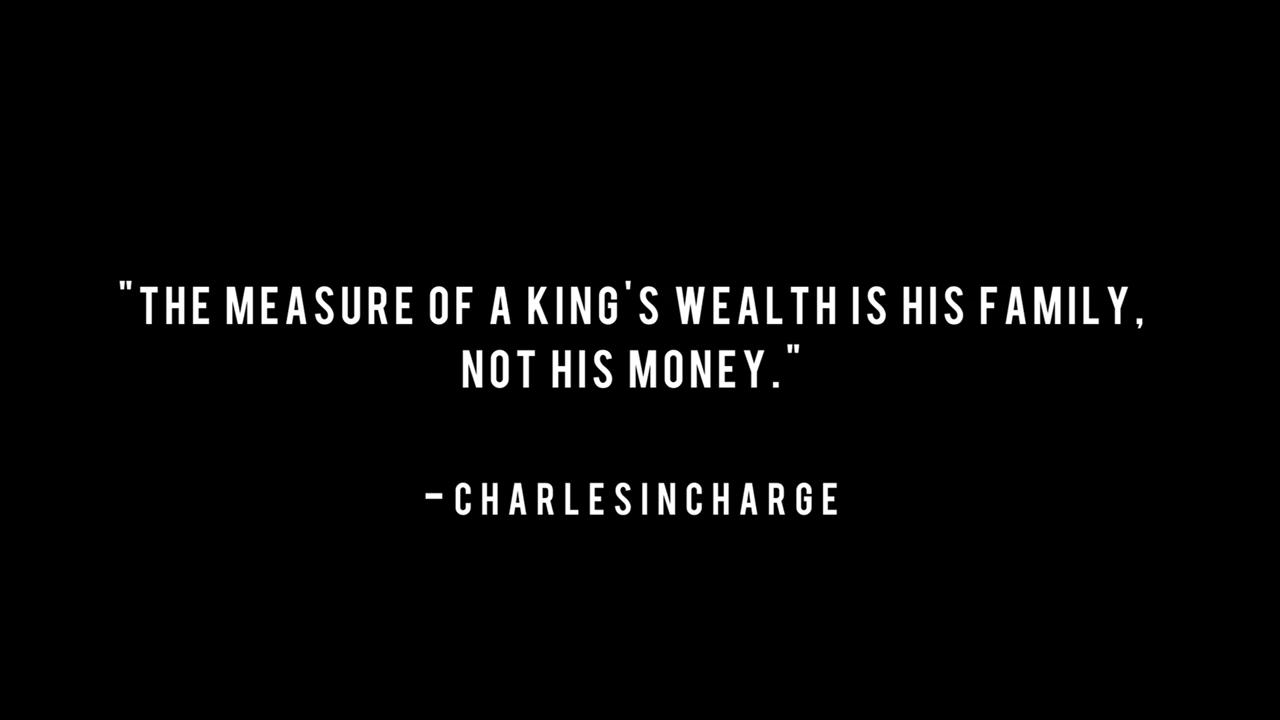 "THE MEASURE OF A KING'S WEALTH IS HIS FAMILY,
NOT HIS MONEY."
-CHARLESINCHARGE